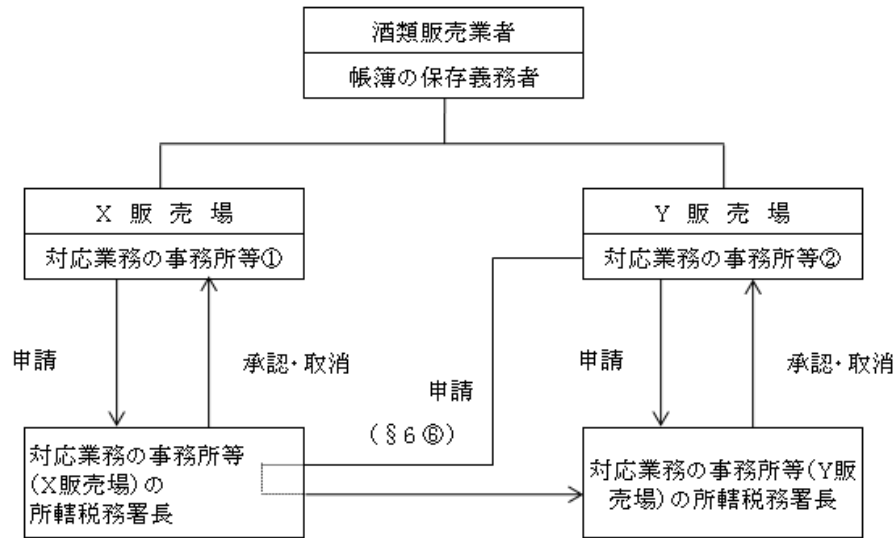 酒類販売業者
帳簿の保存義務者
X 販 売 場
対応業務の事務所等①
Y 販 売 場
対応業務の事務所等②
申請
承認・取消
申請
(§6⑥)
申請
承認・取消
対応業務の事務所等
(X販売場)の
所轄税務署長
対応業務の事務所等(Y販
売場)の所轄税務署長